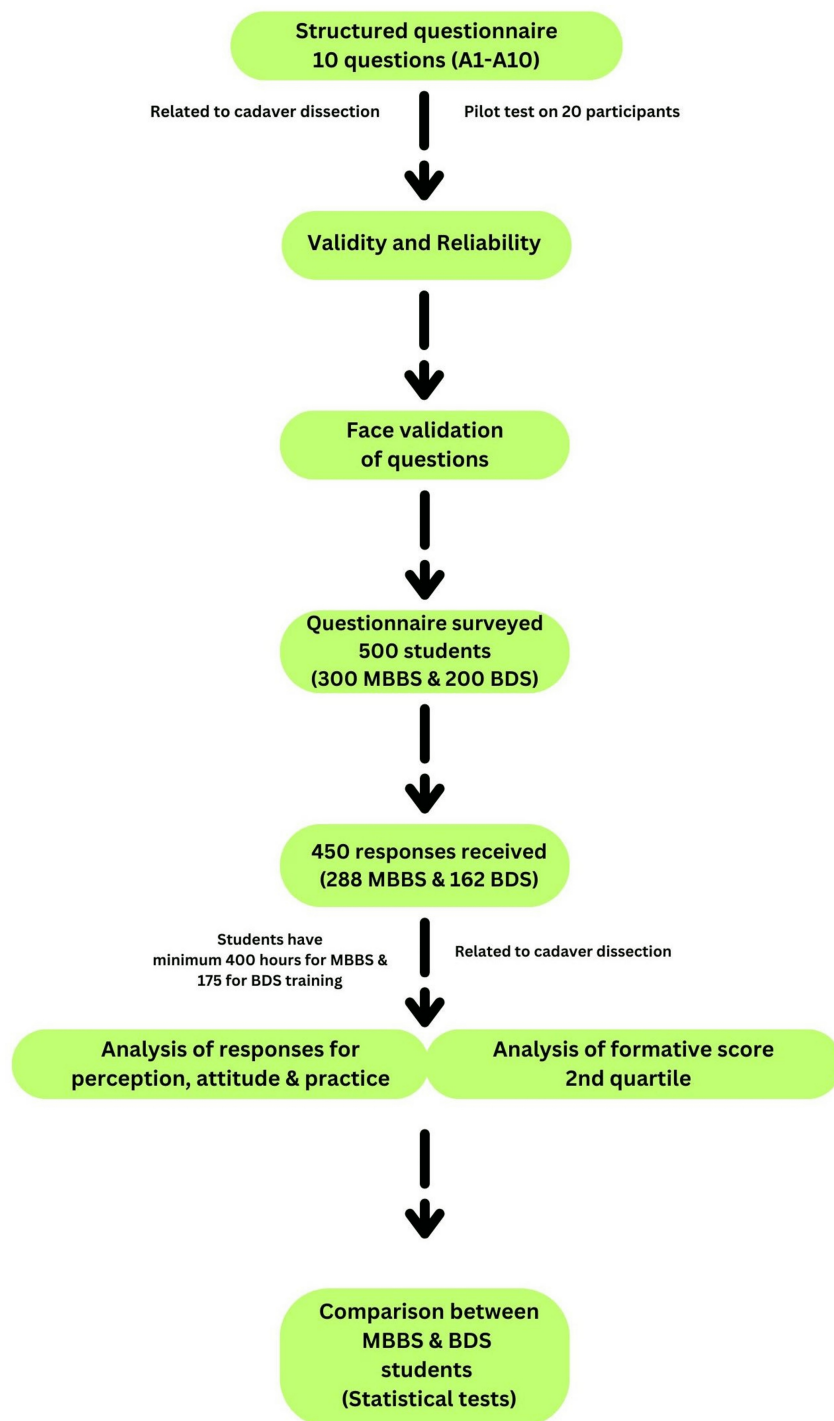 Structured questionnaire
10 questions (A1-A10)
Related to cadaver dissection
Pilot test on 20 participants
Validity and Reliability
Face validation
of questions
Questionnaire surveyed
500 students
(300 MBBS & 200 BDS)
450 responses received
(288 MBBS & 162 BDS)
Students have
minimum 400 hours for MBBS &
175 for BDS training
Related to cadaver dissection
Analysis of responses for
perception, attitude & practice
Analysis of formative score
2nd quartile
Comparison between
MBBS & BDS
students
(Statistical tests)